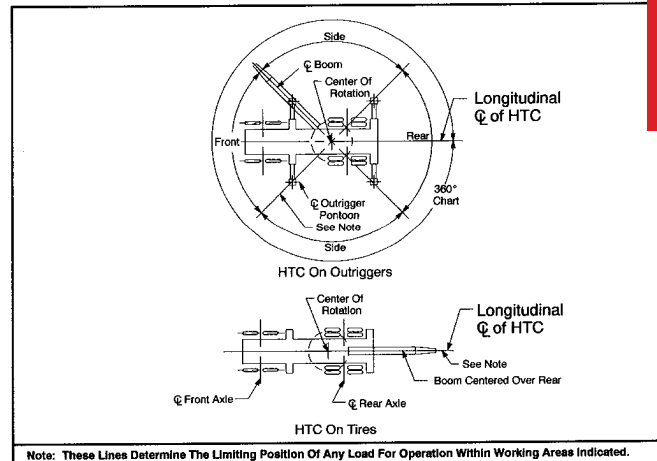 Side
℄ Boom
Center Of
Rotation
Longitudinal
℄ of HTC
Front
Rear
360°
Chart
℄ Outrigger
Pontoon
See Note
Side
HTC On Outriggers
Center Of
Rotation
Longitudinal
℄ of HTC
See Note
Boom Centered Over Rear
℄ Front Axle
℄ Rear Axle
HTC On Tires
Note: These Lines Determine The Limiting Position Of Any Load For Operation Within Working Areas Indicated.